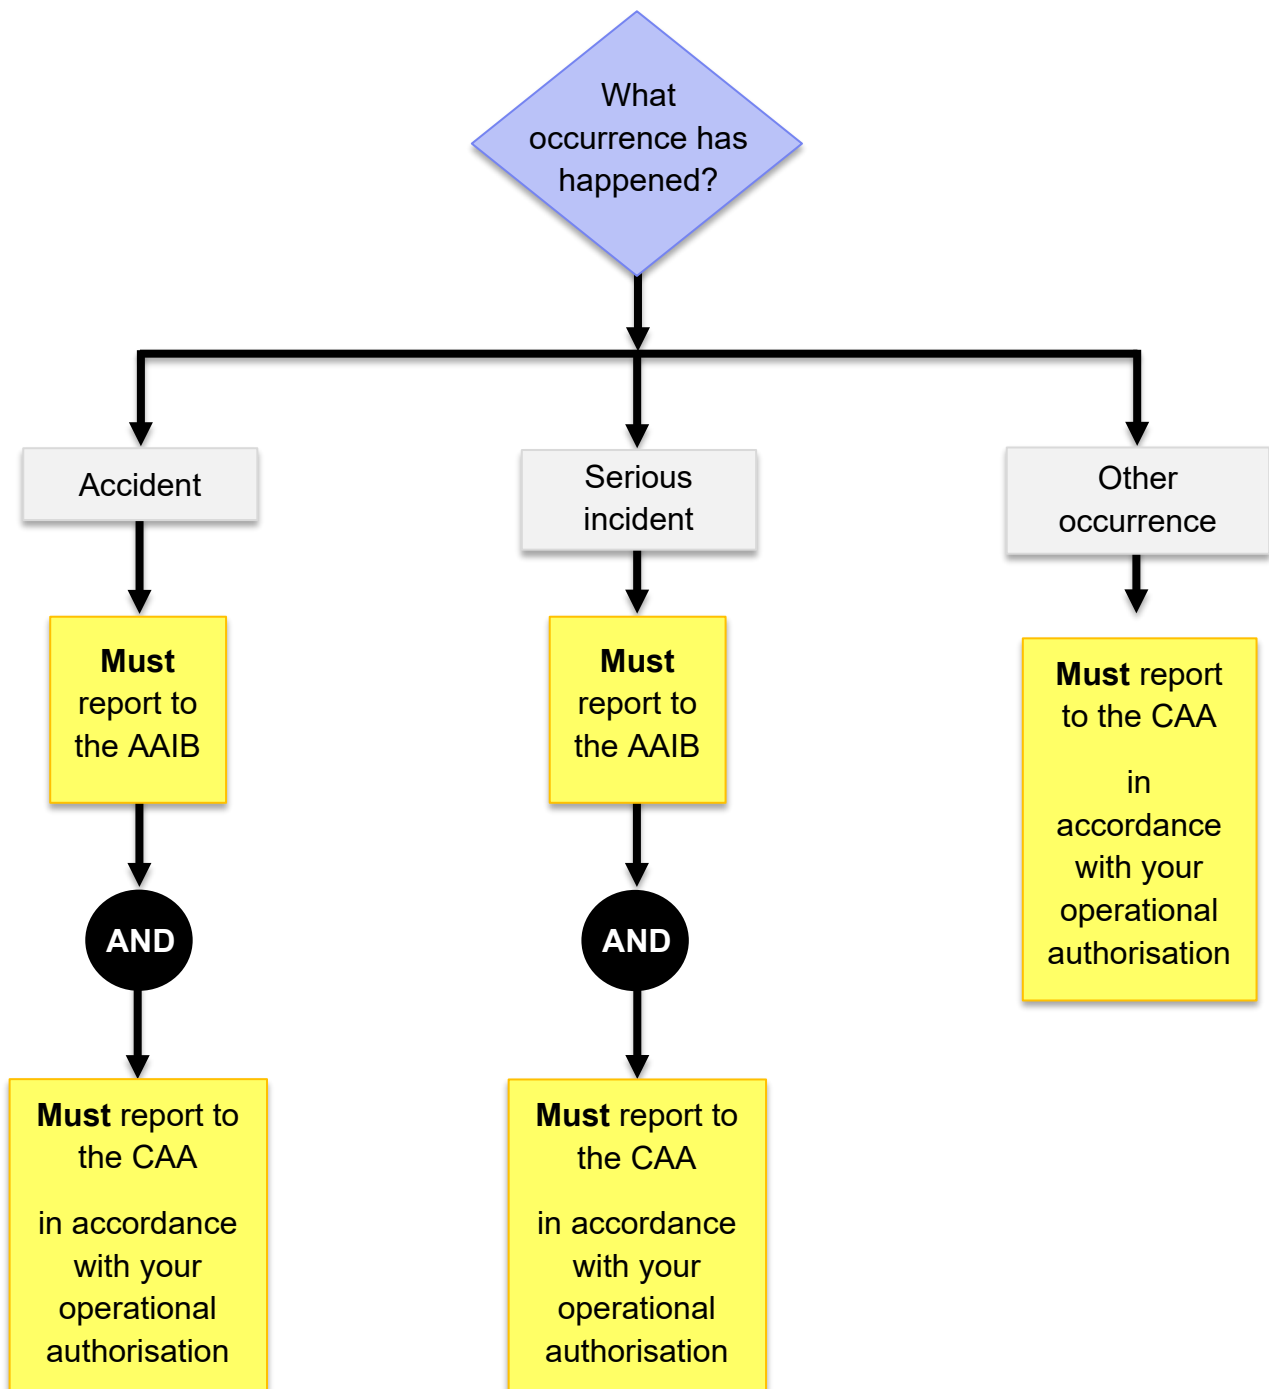 What
occurrence has
happened?
Accident
Serious
incident
Other
occurrence
Must
report to
the AAIB
Must
report to
the AAIB
Must report
to the CAA
in
accordance
with your
operational
authorisation
AND
AND
Must report to
the CAA
in accordance
with your
operational
authorisation
Must report to
the CAA
in accordance
with your
operational
authorisation